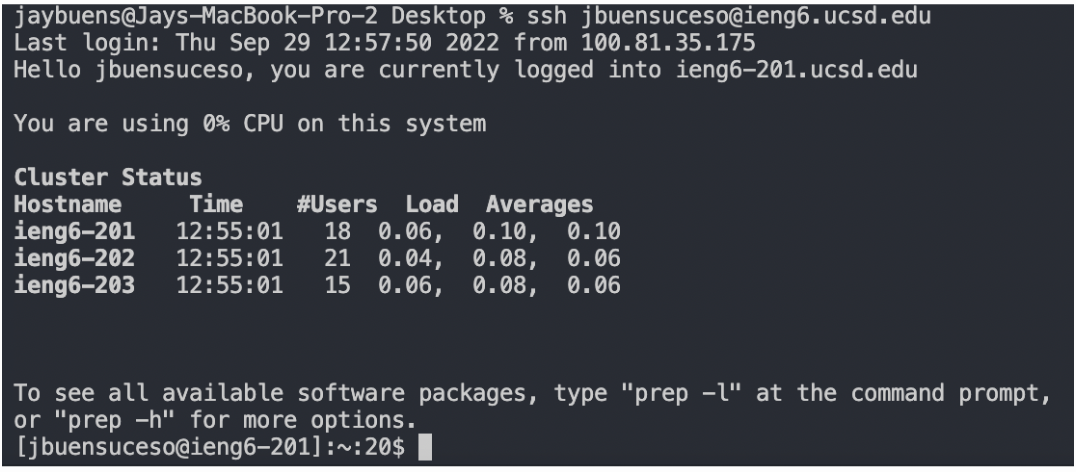 jaybuens@Jays-MacBook-Pro-2 Desktop % ssh jbuensuceso@ieng6.ucsd.edu
Last login: Thu Sep 29 12:57:50 2022 from 100.81.35.175
Hello jbuensuceso, you are currently logged into ieng6-201.ucsd.edu
You are using 0% CPU on this system
Cluster Status
Hostname     Time    #Users  Load  Averages
ieng6-201   12:55:01   18  0.06,  0.10,  0.10
ieng6-202   12:55:01   21  0.04,  0.08,  0.06
ieng6-203   12:55:01   15  0.06,  0.08,  0.06
To see all available software packages, type "prep -l" at the command prompt,
or "prep -h" for more options.
[jbuensuceso@ieng6-201]:~:20$